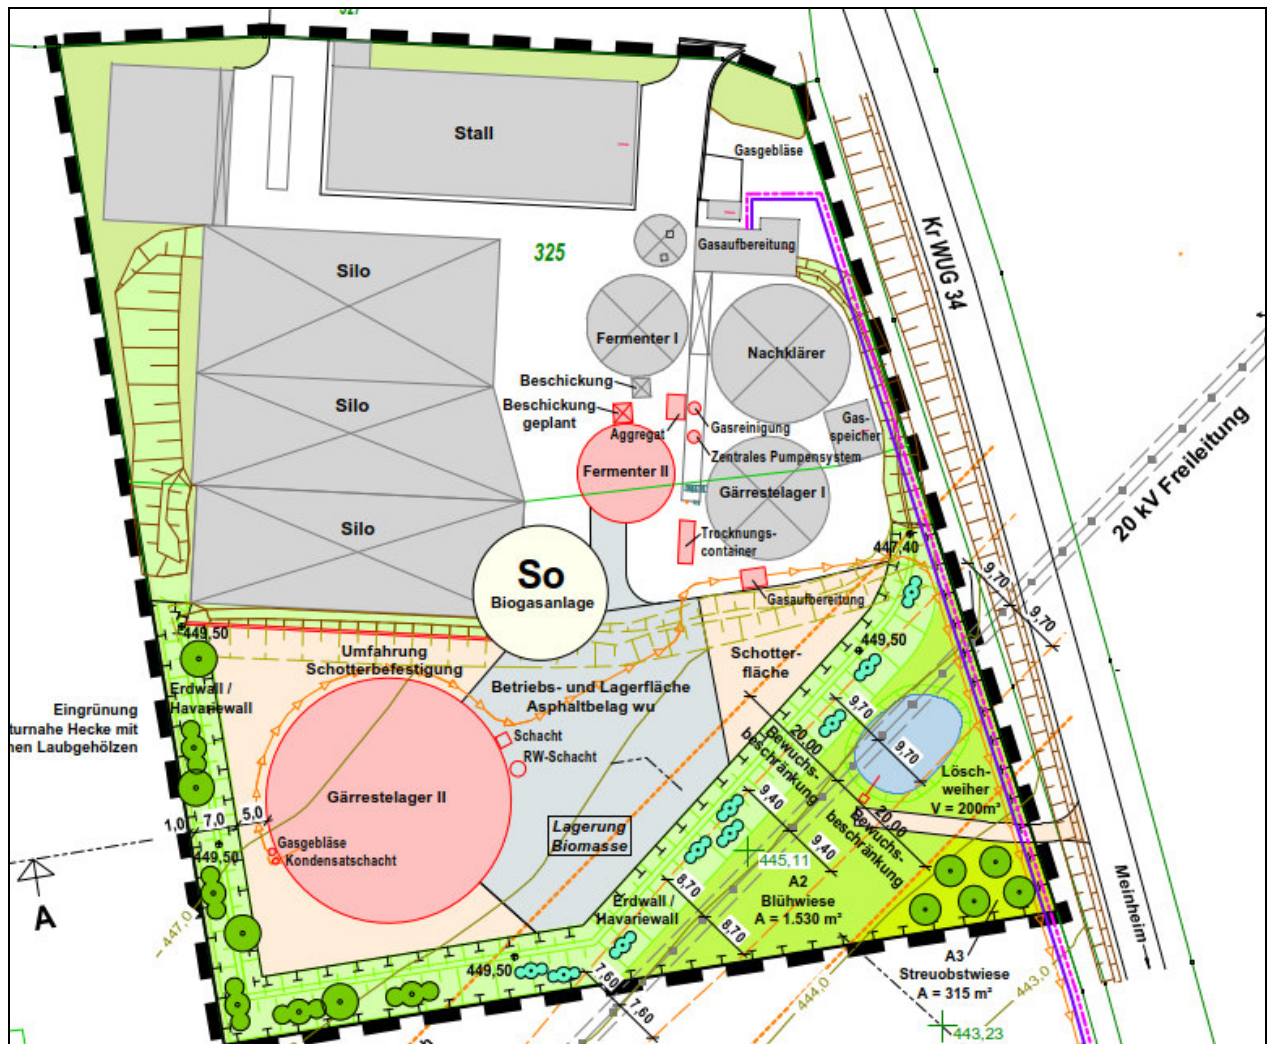 327
Stall
Gasgebläse
Kr WUG 34
325
Gasaufbereitung
Silo
Fermenter I
Nachklärer
Beschickung
Silo
Beschickung
geplant
Aggregat
Gasreinigung
Gas-
speicher
Zentrales Pumpensystem
20 kV Freileitung
Fermenter II
Gärrestelager I
Silo
Trocknungs-
container
447,40
So
Biogasanlage
Gasaufbereitung
9,70
9,70
449,50
449,50
Umfahrung
Schotterbefestigung
Schotter-
fläche
Erdwall /
Havariewall
Betriebs- und Lagerfläche
Asphaltbelag wu
Eingrünung
turnahe Hecke mit
hen Laubgehölzen
9,70
20,00
Bewuchs-
beschränkung
9,70
Schacht
RW-Schacht
Lösch-
weiher
V = 200m²
Gärrestelager II
9,40
20,00
Bewuchs-
beschränkung
1,0
7,0
5,0
Lagerung
Biomasse
9,40
Gasgebläse
Kondensatschacht
449,50
445,11
A
447,0
8,70
A2
Blühwiese
A = 1.530 m²
Meinheim
Erdwall /
Havariewall
8,70
A3
Streuobstwiese
A = 315 m²
449,50
7,60
7,60
444,0
443,0
443,23